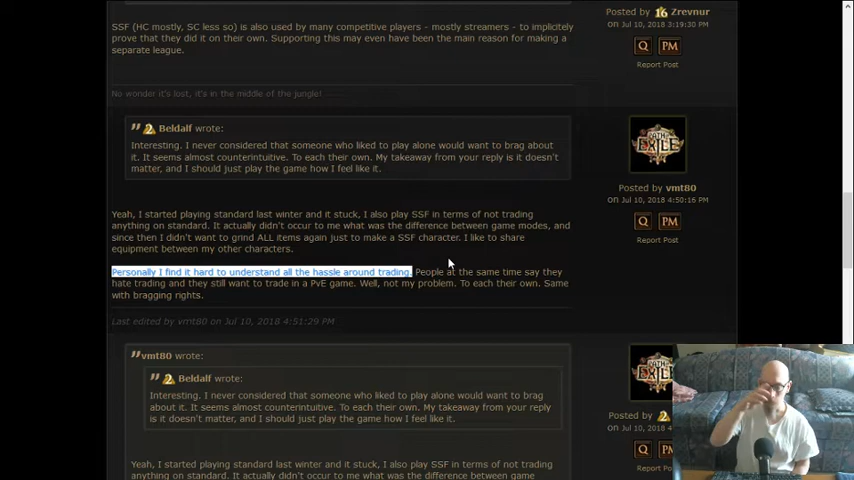 SSF (HC mostly, SC less so) is also used by many competitive players - mostly streamers - to implicitly
prove that they did it on their own. Supporting this may even have been the main reason for making a
separate league.
Posted by 16 Zrevnur
on Jul 10, 2018 3:19:30 PM
Q PM
Report Post
No wonder it's lost, it's in the middle of the jungle!
" 2 Beldalf wrote:
Interesting. I never considered that someone who liked to play alone would want to brag about
it. It seems almost counterintuitive. To each their own. My takeaway from your reply is it doesn't
matter, and I should just play the game how I feel like it.
PATH OF
EXILE
Posted by vmt80
on Jul 10, 2018 4:50:16 PM
Q PM
Report Post
Yeah, I started playing standard last winter and it stuck, I also play SSF in terms of not trading
anything on standard. It actually didn't occur to me what was the difference between game modes, and
since then I didn't want to grind ALL items again just to make a SSF character. I like to share
equipment between my other characters.
Personally I find it hard to understand all the hassle around trading. People at the same time say they
hate trading and they still want to trade in a PvE game. Well, not my problem. To each their own. Same
with bragging rights.
Last edited by vmt80 on Jul 10, 2018 4:51:29 PM
" vmt80 wrote:
" 2 Beldalf wrote:
Interesting. I never considered that someone who liked to play alone would want to brag
about it. It seems almost counterintuitive. To each their own. My takeaway from your reply
is it doesn't matter, and I should just play the game how I feel like it.
Yeah, I started playing standard last winter and it stuck, I also play SSF in terms of not
trading anything on standard. It actually didn't occur to me what was the difference between game
Posted by 2
on Jul 10, 2018
Q
Report Post